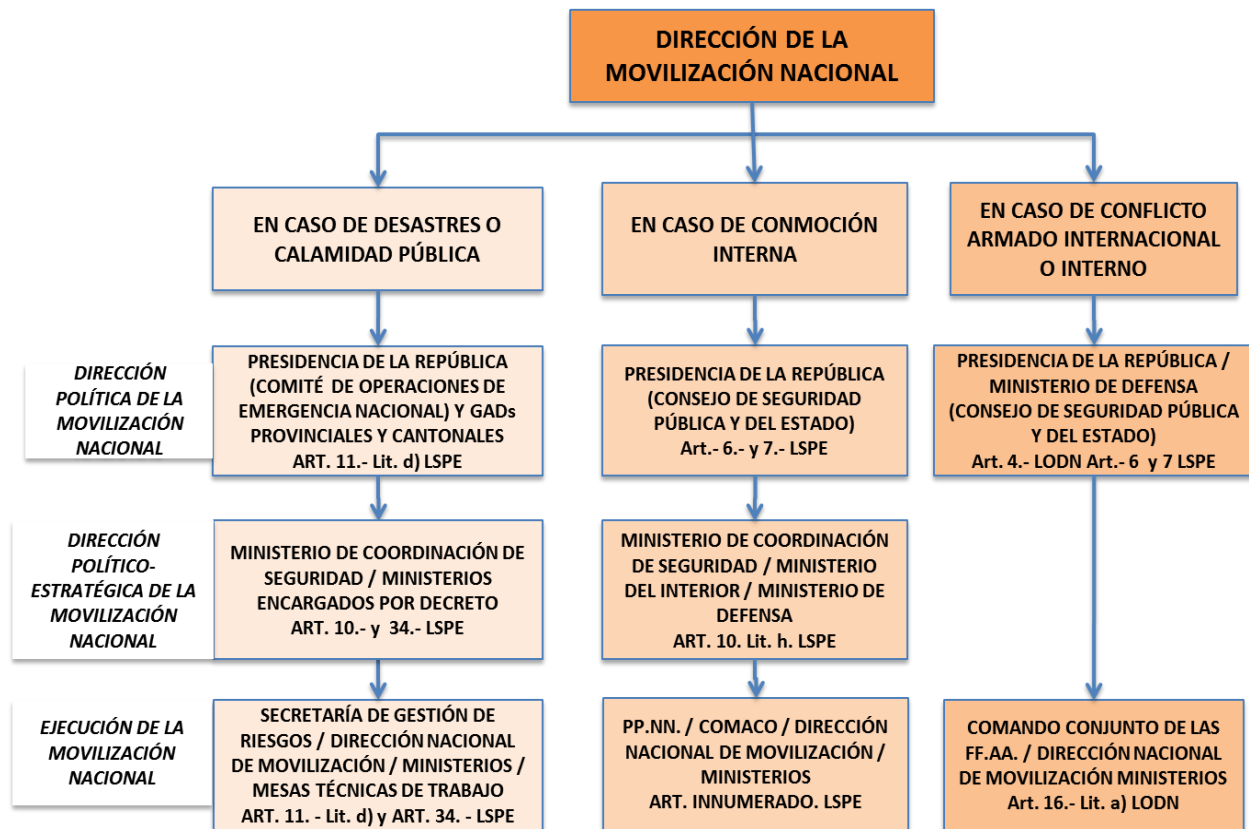 DIRECCIÓN DE LA
MOVILIZACIÓN NACIONAL
EN CASO DE DESASTRES O
CALAMIDAD PÚBLICA
EN CASO DE CONMOCIÓN
INTERNA
EN CASO DE CONFLICTO
ARMADO INTERNACIONAL
O INTERNO
DIRECCIÓN
POLÍTICA DE LA
MOVILIZACIÓN
NACIONAL
PRESIDENCIA DE LA REPÚBLICA
(COMITÉ DE OPERACIONES DE
EMERGENCIA NACIONAL) Y GADs
PROVINCIALES Y CANTONALES
ART. 11.- Lit. d) LSPE
PRESIDENCIA DE LA REPÚBLICA
(CONSEJO DE SEGURIDAD
PÚBLICA Y DEL ESTADO)
Art.- 6.- y 7.- LSPE
PRESIDENCIA DE LA REPÚBLICA /
MINISTERIO DE DEFENSA
(CONSEJO DE SEGURIDAD PÚBLICA
Y DEL ESTADO)
Art. 4.- LODN Art.- 6 y 7 LSPE
DIRECCIÓN
POLÍTICO-
ESTRATÉGICA DE LA
MOVILIZACIÓN
NACIONAL
MINISTERIO DE COORDINACIÓN DE
SEGURIDAD / MINISTERIOS
ENCARGADOS POR DECRETO
ART. 10.- y 34.- LSPE
MINISTERIO DE COORDINACIÓN
DE SEGURIDAD / MINISTERIO
DEL INTERIOR / MINISTERIO DE
DEFENSA
ART. 10. Lit. h. LSPE
EJECUCIÓN DE LA
MOVILIZACIÓN
NACIONAL
SECRETARÍA DE GESTIÓN DE
RIESGOS / DIRECCIÓN NACIONAL
DE MOVILIZACIÓN / MINISTERIOS /
MESAS TÉCNICAS DE TRABAJO
ART. 11. - Lit. d) y ART. 34. - LSPE
PP.NN. / COMACO / DIRECCIÓN
NACIONAL DE MOVILIZACIÓN /
MINISTERIOS
ART. INNUMERADO. LSPE
COMANDO CONJUNTO DE LAS
FF.AA. / DIRECCIÓN NACIONAL
DE MOVILIZACIÓN MINISTERIOS
Art. 16.- Lit. a) LODN